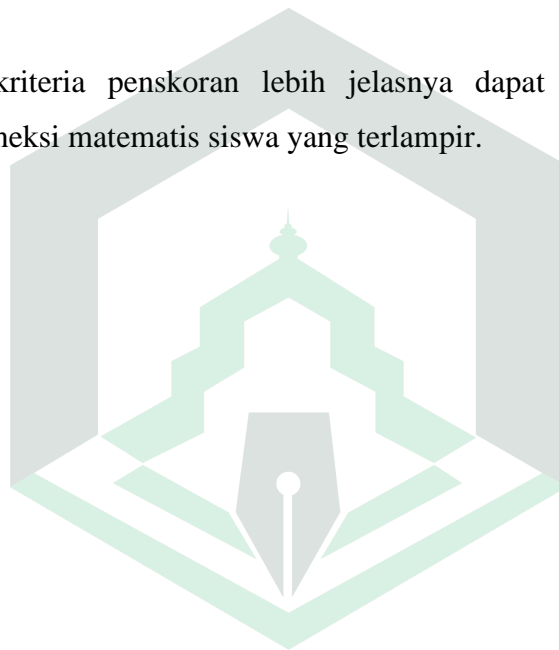 kriteria penskoran lebih jelasnya dapat
neksi matematis siswa yang terlampir.